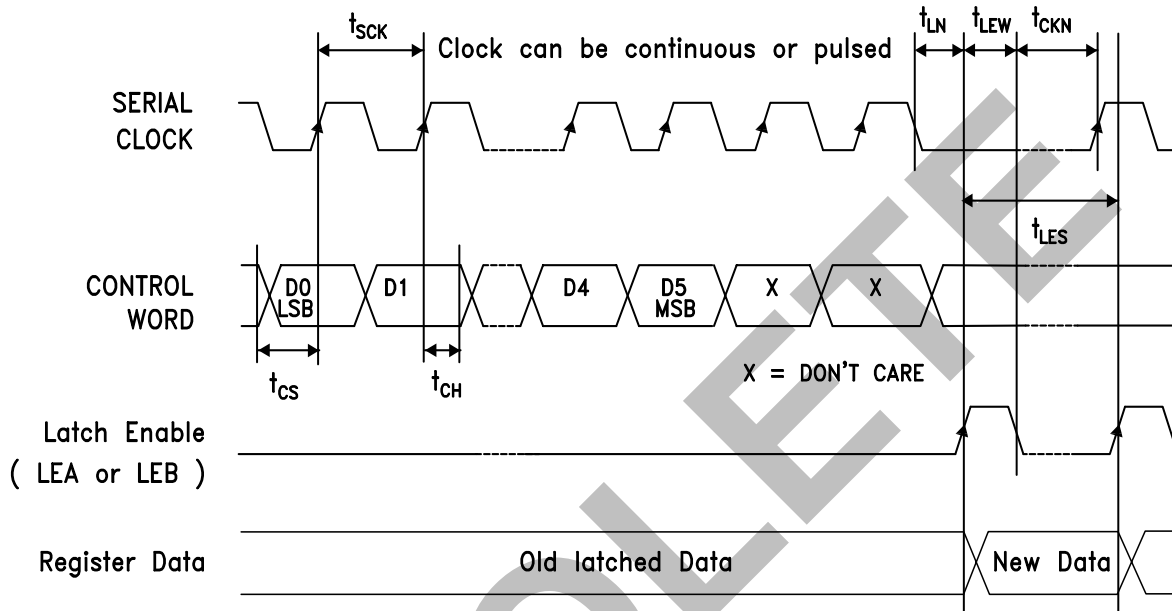 tSCK
Clock can be continuous or pulsed
tLN tLEW tCKN
SERIAL
CLOCK
tLES
CONTROL
WORD
D0
LSB
D1
D4
D5
MSB
X
X
tCS
tCH
X = DON'T CARE
Latch Enable
( LEA or LEB )
Register Data
Old latched Data
New Data
OLETE